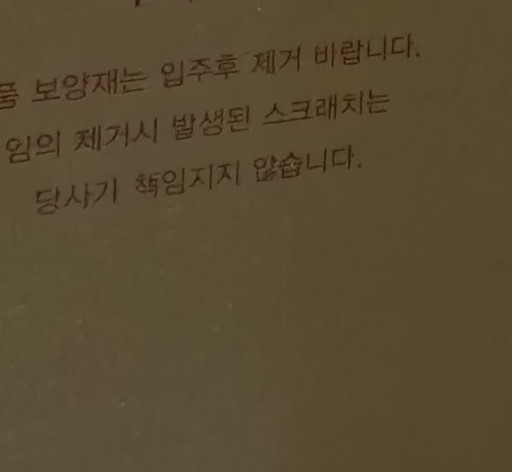 품 보양재는 입주후 제거 바랍니다.
임의 제거시 발생된 스크래치는
당사가 책임지지 않습니다.